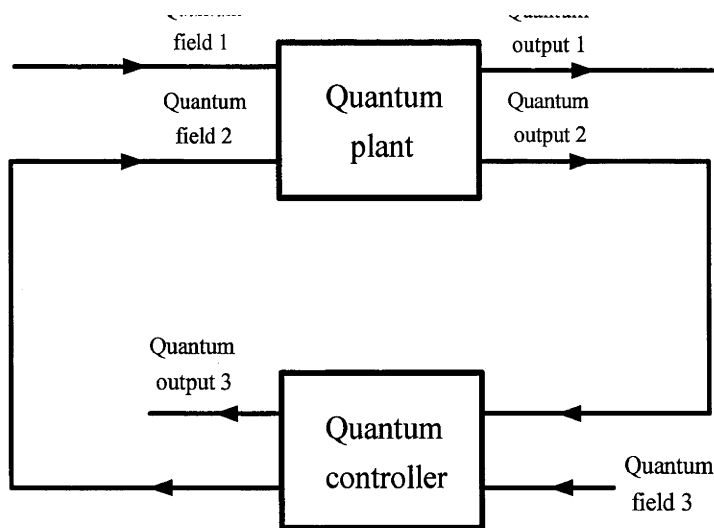 field 1
output 1
Quantum
plant
Quantum
field 2
Quantum
output 2
Quantum
output 3
Quantum
controller
Quantum
field 3